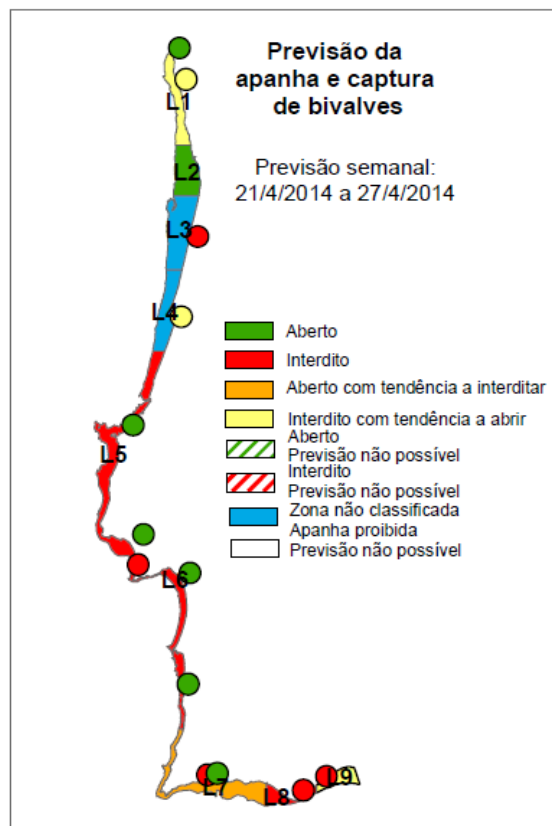 Previsão da
apanha e captura
de bivalves
Previsão semanal:
21/4/2014 a 27/4/2014
L1
L2
L3
L4
L5
L6
L7
L8
L9
Aberto
Interdito
Aberto com tendência a interditar
Interdito com tendência a abrir
Aberto
Previsão não possível
Interdito
Previsão não possível
Zona não classificada
Apanha proibida
Previsão não possível